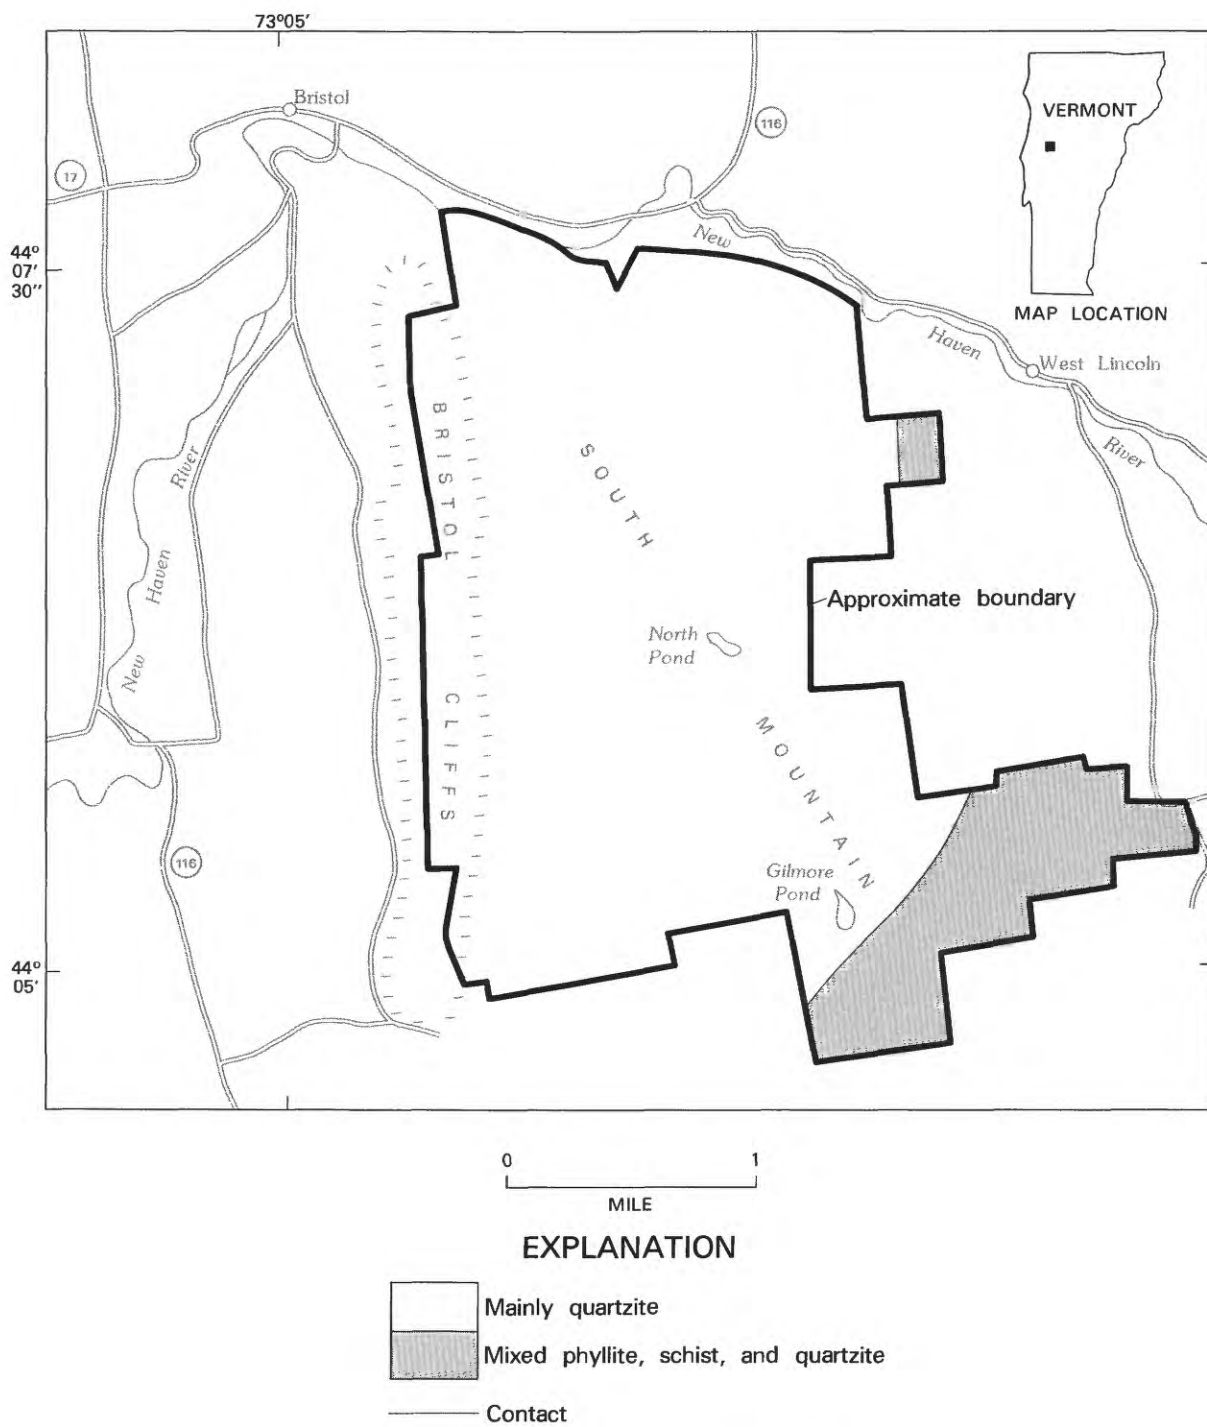 73°05′
Bristol
116
17
VERMONT
44°
07′
30″
New
MAP LOCATION
Haven
West Lincoln
BRISTOL
SOUTH
River
River
Haven
Approximate boundary
North
Pond
New
CLIFFS
MOUNTAIN
116
Gilmore
Pond
44°
05′
0 1
MILE
EXPLANATION
Mainly quartzite
Mixed phyllite, schist, and quartzite
Contact